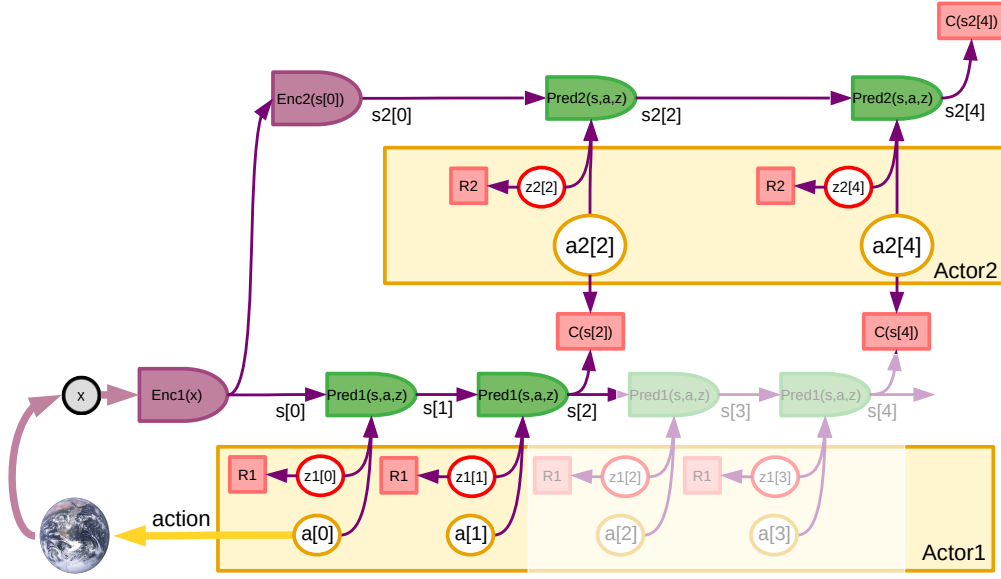 C(s2[4])
Enc2(s[0])
Pred2(s,a,z)
Pred2(s,a,z)
s2[0]
s2[2]
s2[4]
R2
z2[2]
R2
z2[4]
a2[2]
a2[4]
Actor2
C(s[2])
C(s[4])
x
Enc1(x)
Pred1(s,a,z)
Pred1(s,a,z)
Pred1(s,a,z)
Pred1(s,a,z)
s[0]
s[1]
s[2]
s[3]
s[4]
R1
z1[0]
R1
z1[1]
R1
z1[2]
R1
z1[3]
action
a[0]
a[1]
a[2]
a[3]
Actor1